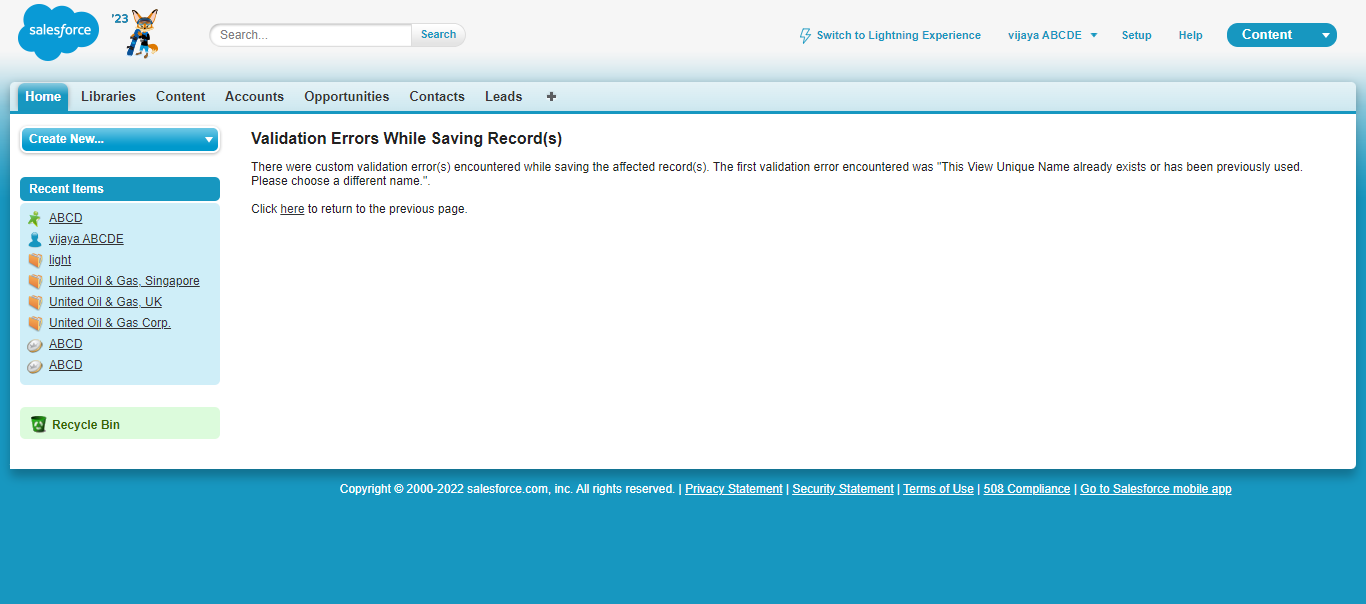 salesforce
'23
Search...
Search
Switch to Lightning Experience
vijaya ABCDE
Setup
Help
Content
Home
Libraries
Content
Accounts
Opportunities
Contacts
Leads
Create New...
Validation Errors While Saving Record(s)
There were custom validation error(s) encountered while saving the affected record(s). The first validation error encountered was "This View Unique Name already exists or has been previously used.
Please choose a different name.".
Click here to return to the previous page.
Recent Items
ABCD
vijaya ABCDE
light
United Oil & Gas, Singapore
United Oil & Gas, UK
United Oil & Gas Corp.
ABCD
ABCD
Recycle Bin
Copyright © 2000-2022 salesforce.com, inc. All rights reserved. | Privacy Statement | Security Statement | Terms of Use | 508 Compliance | Go to Salesforce mobile app